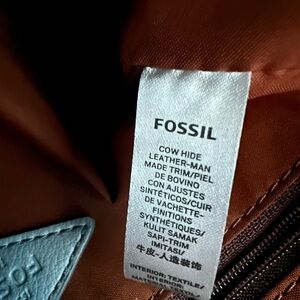 FOSSIL
COW HIDE
LEATHER-MAN
MADE TRIM/PIEL
DE BOVINO
CON AJUSTES
SINTÉTICOS/CUIR
DE VACHETTE-
FINITIONS
SYNTHÉTIQUES/
KULIT SAMAK
SAPI-TRIM
IMITASI/
牛皮-人造装饰
INTERIOR: TEXTILE/
FOS